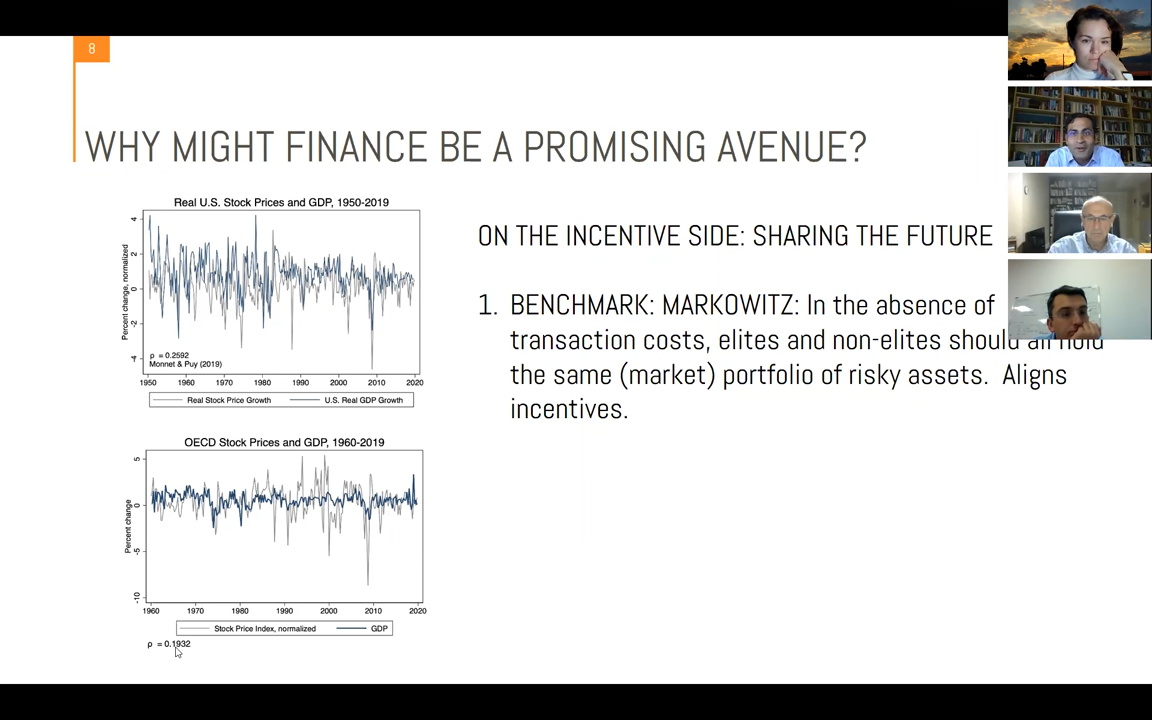 8
WHY MIGHT FINANCE BE A PROMISING AVENUE?
Real U.S. Stock Prices and GDP, 1950-2019
Percent change, normalized
4
2
0
-2
-4
ρ = 0.2592
Monnet & Puy (2019)
1950 1960 1970 1980 1990 2000 2010 2020
Real Stock Price Growth U.S. Real GDP Growth
OECD Stock Prices and GDP, 1960-2019
Percent change
5
0
-5
-10
1960 1970 1980 1990 2000 2010 2020
Stock Price Index, normalized GDP
ρ = 0.1932
ON THE INCENTIVE SIDE: SHARING THE FUTURE
1. BENCHMARK: MARKOWITZ: In the absence of
transaction costs, elites and non-elites should all hold
the same (market) portfolio of risky assets. Aligns
incentives.